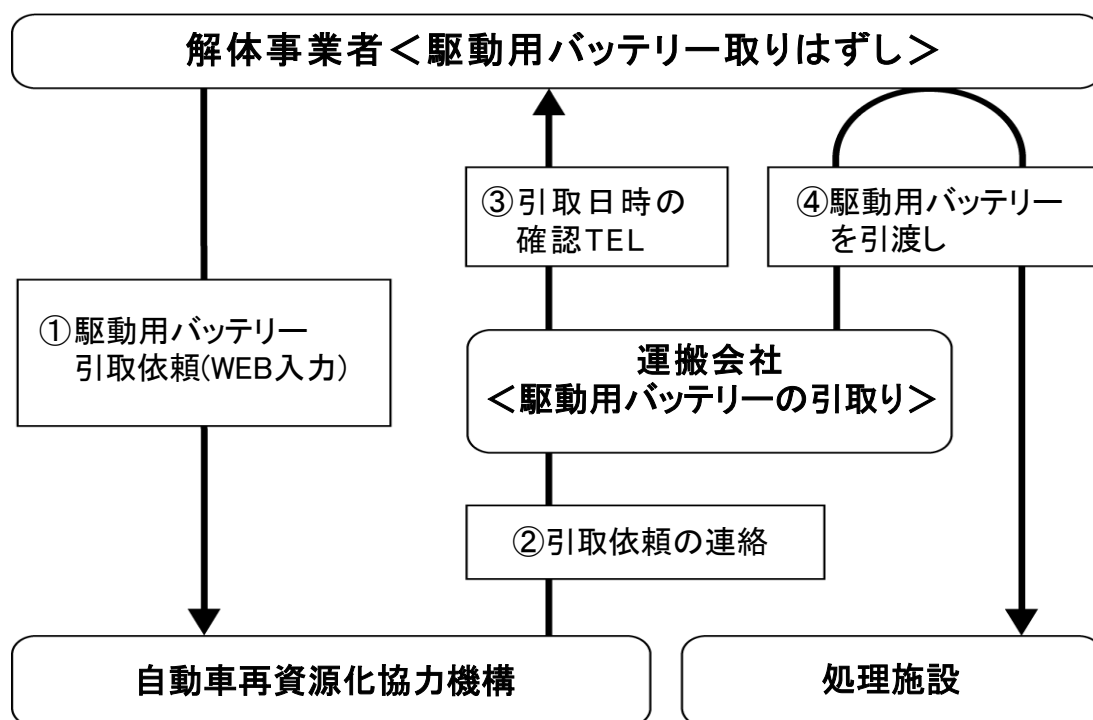 解体事業者＜駆動用バッテリー取りはずし＞
③引取日時の
確認TEL
④駆動用バッテリー
を引渡し
①駆動用バッテリー
引取依頼(WEB入力)
運搬会社
＜駆動用バッテリーの引取り＞
②引取依頼の連絡
自動車再資源化協力機構
処理施設